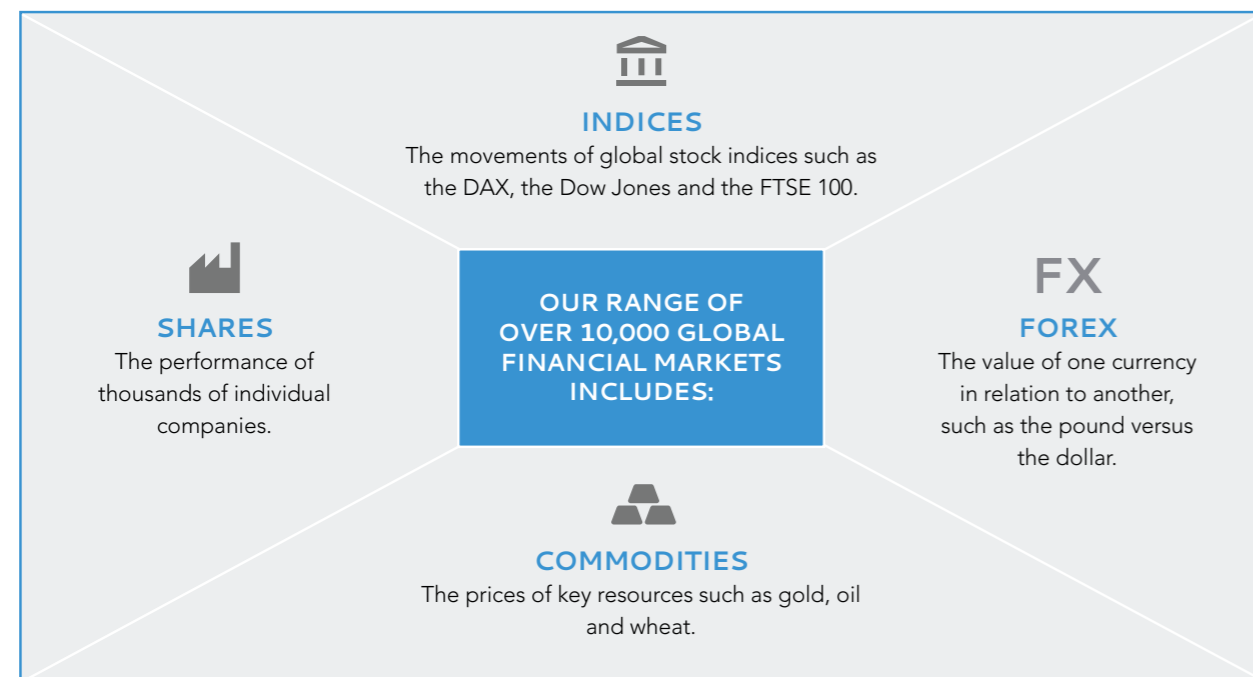 INDICES
The movements of global stock indices such as
the DAX, the Dow Jones and the FTSE 100.
SHARES
The performance of
thousands of individual
companies.
OUR RANGE OF
OVER 10,000 GLOBAL
FINANCIAL MARKETS
INCLUDES:
FX
FOREX
The value of one currency
in relation to another,
such as the pound versus
the dollar.
COMMODITIES
The prices of key resources such as gold, oil
and wheat.